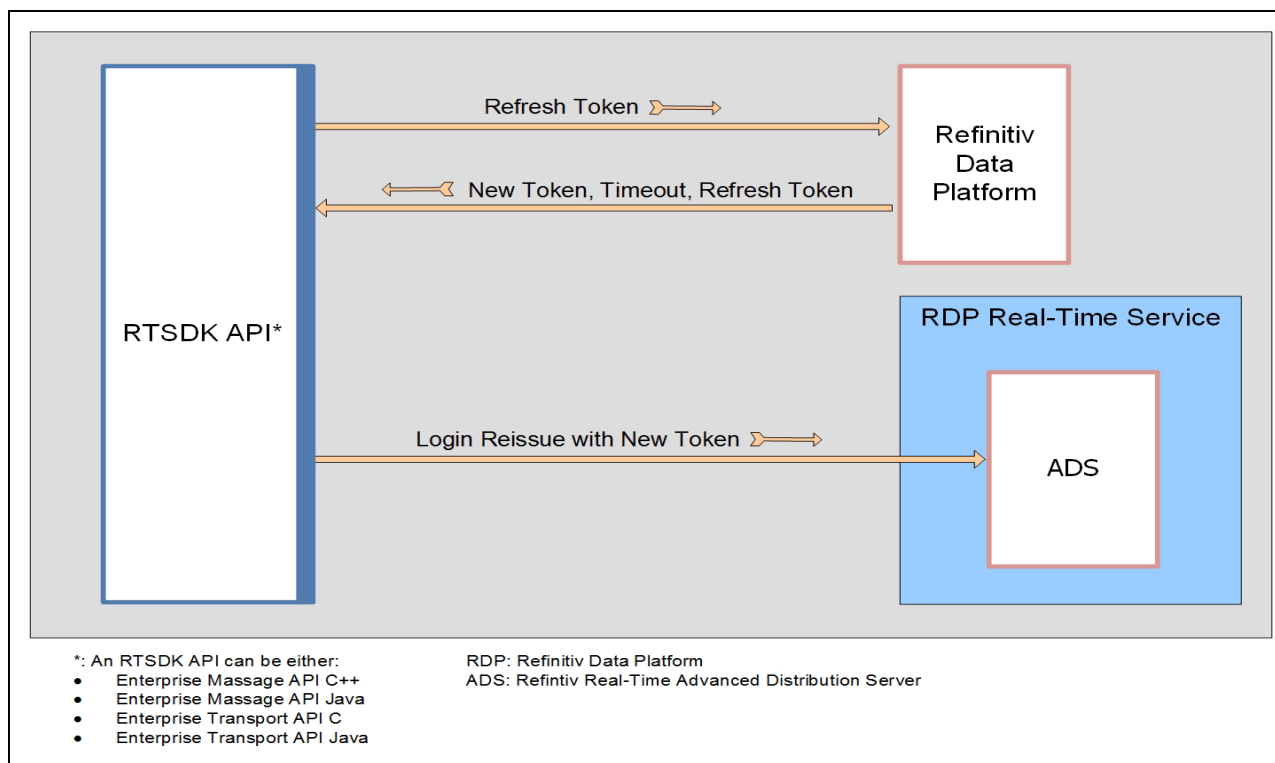 Refresh Token
Refinitiv
Data
Platform
New Token, Timeout, Refresh Token
RTSDK API*
RDP Real-Time Service
Login Reissue with New Token
ADS
*: An RTSDK API can be either:
• Enterprise Massage API C++
• Enterprise Massage API Java
• Enterprise Transport API C
• Enterprise Transport API Java
RDP: Refinitiv Data Platform
ADS: Refintiv Real-Time Advanced Distribution Server